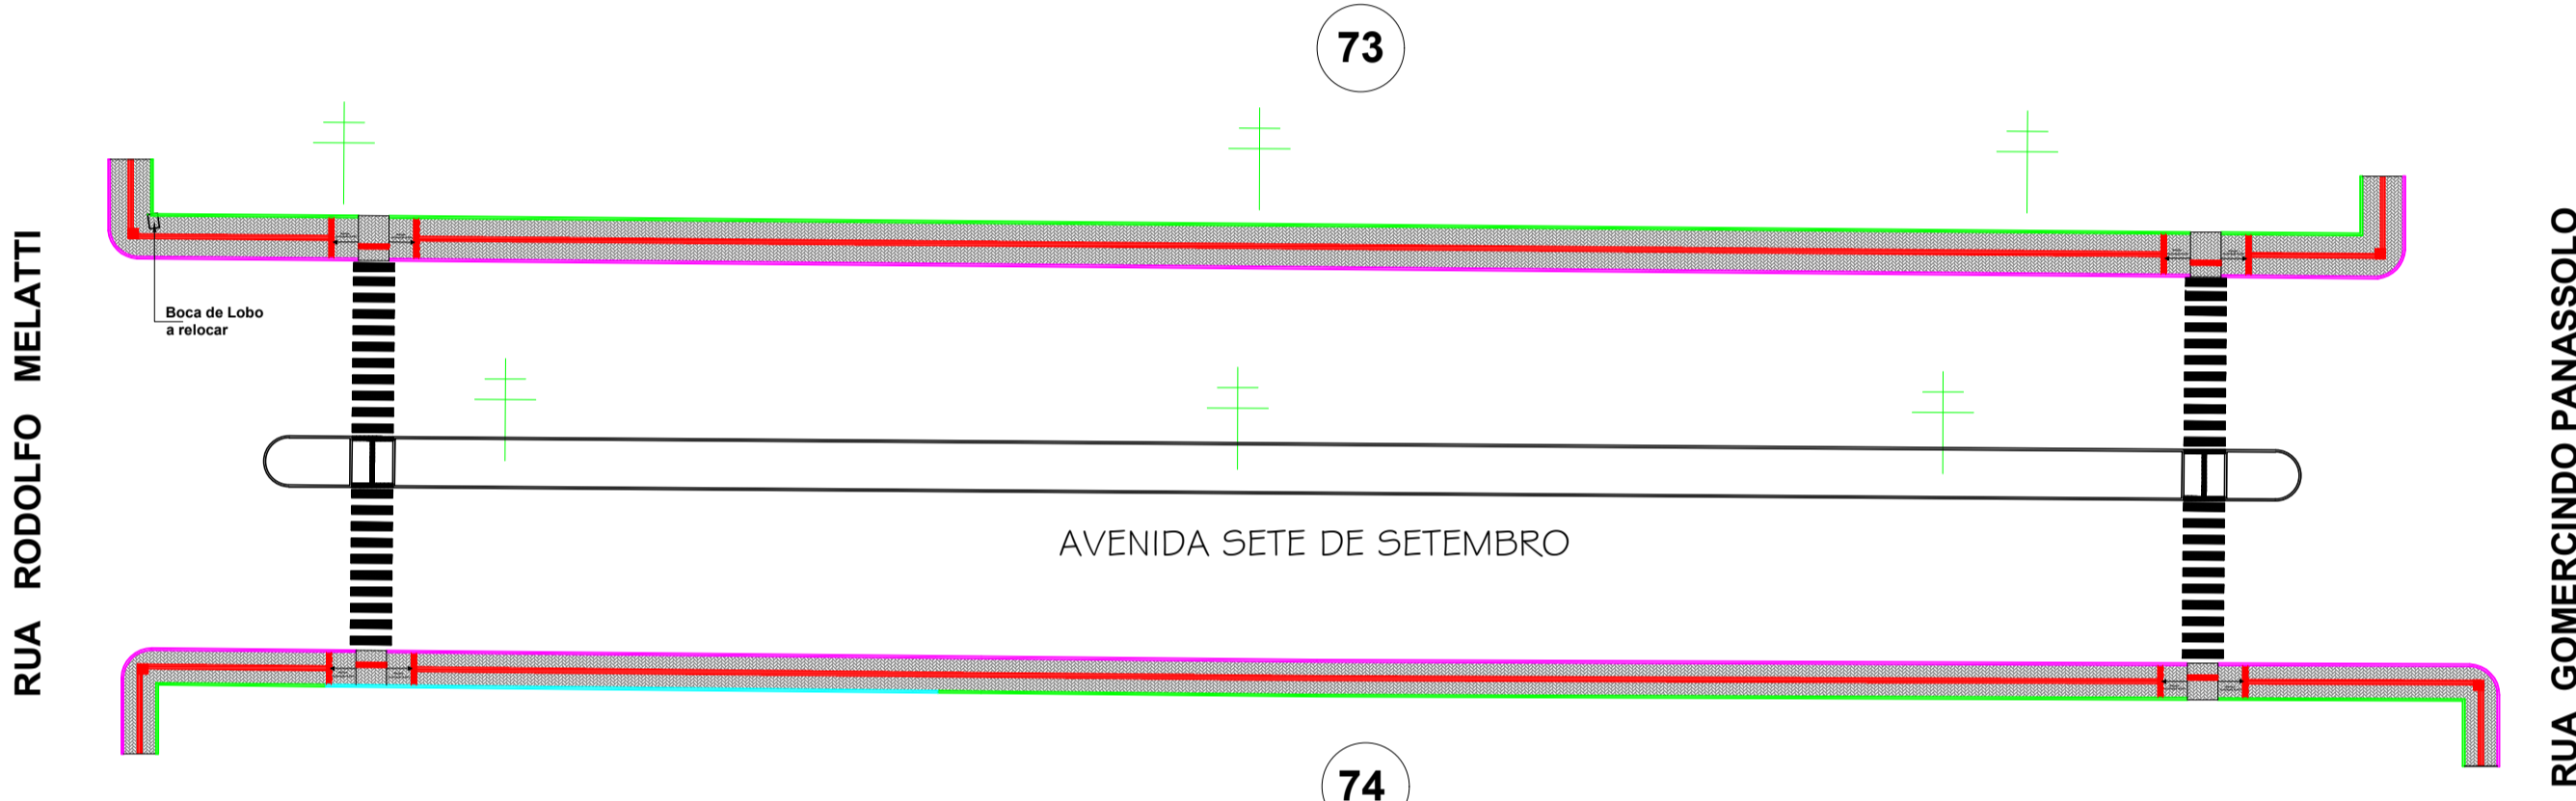 73
RUA RODOLFO MELATTI
Boca de Lobo
a relocar
AVENIDA SETE DE SETEMBRO
RUA GOMERCINDO PANASSOLO
74